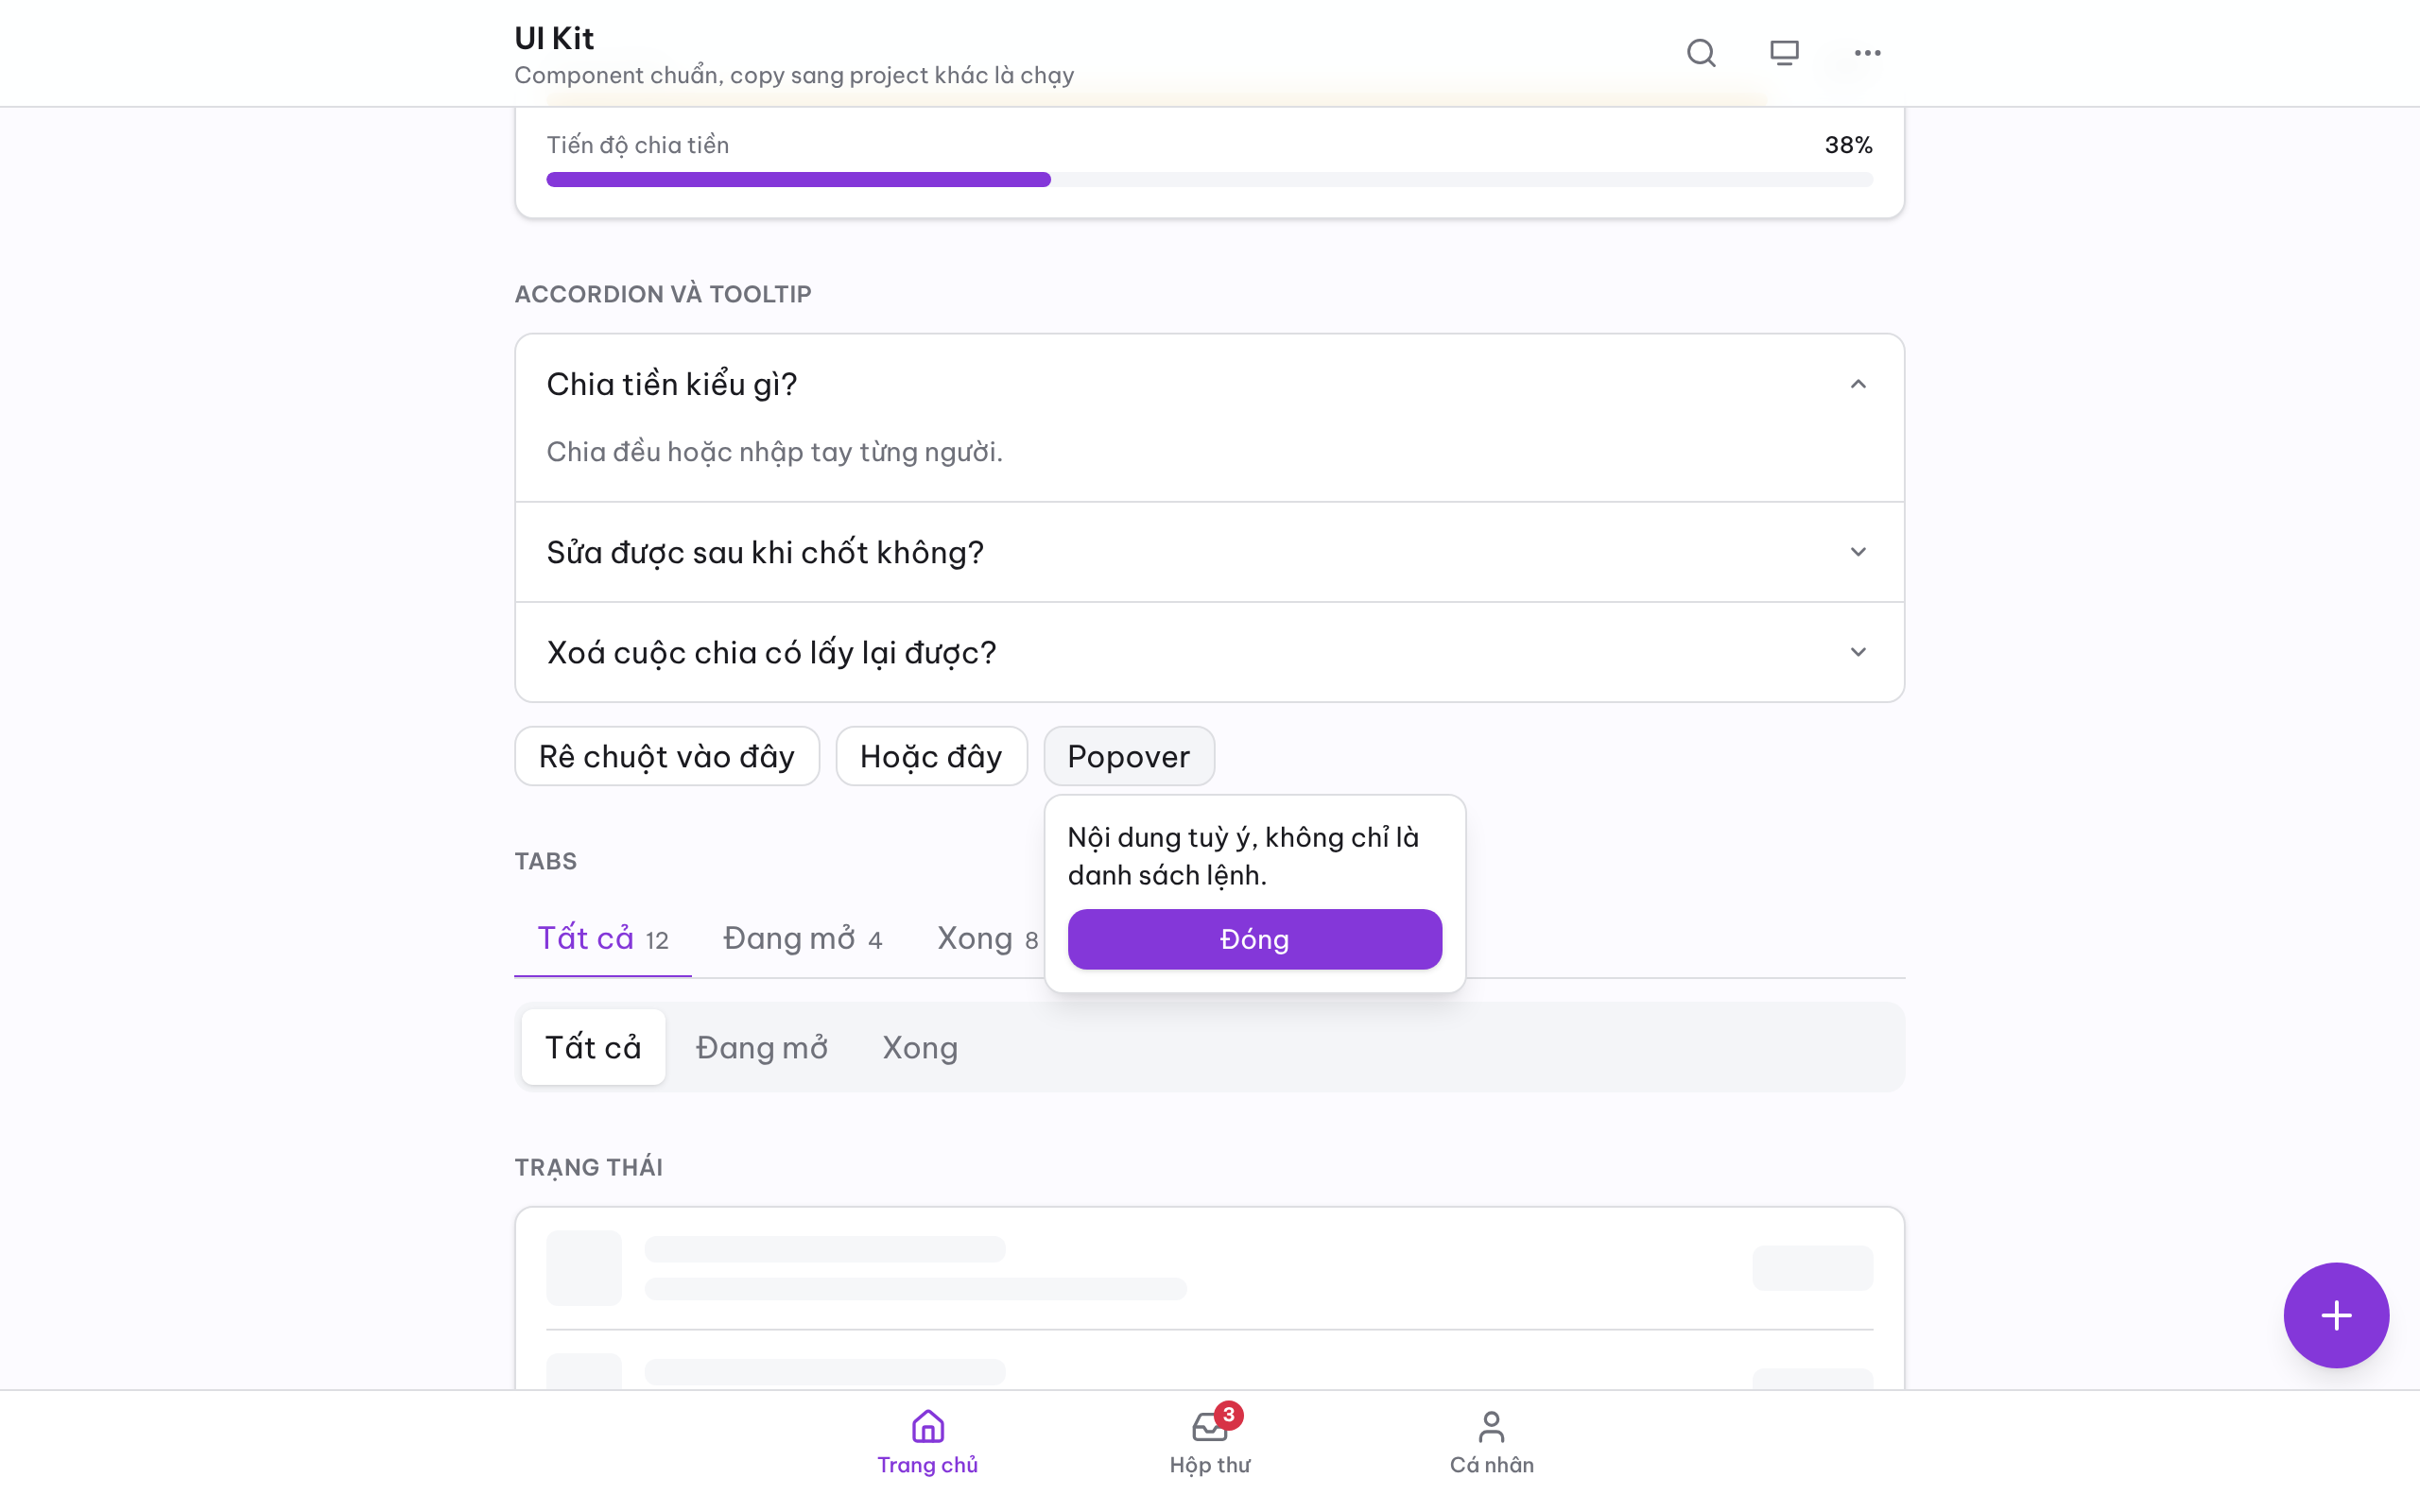 UI Kit
Component chuẩn, copy sang project khác là chạy
Tiến độ chia tiền
38%
ACCORDION VÀ TOOLTIP
Chia tiền kiểu gì?
Chia đều hoặc nhập tay từng người.
Sửa được sau khi chốt không?
Xoá cuộc chia có lấy lại được?
Rê chuột vào đây
Hoặc đây
Popover
Nội dung tuỳ ý, không chỉ là
danh sách lệnh.
Đóng
TABS
Tất cả 12
Đang mở 4
Xong 8
Tất cả
Đang mở
Xong
TRẠNG THÁI
Trang chủ
3
Hộp thư
Cá nhân